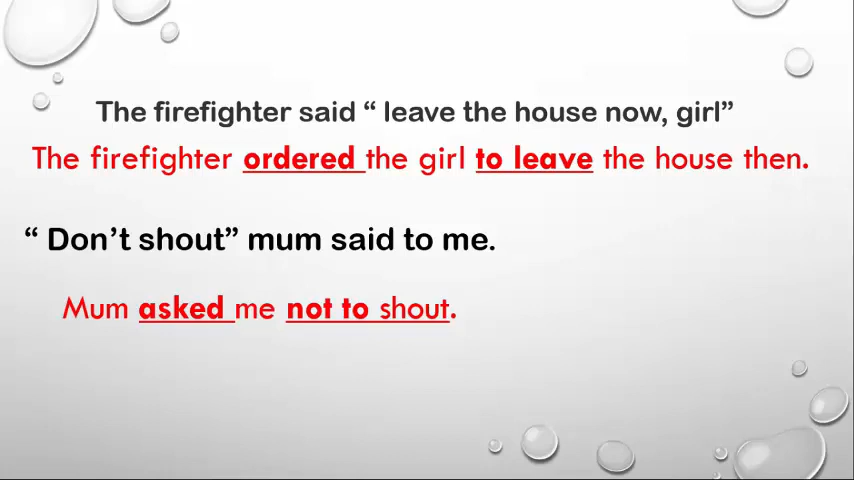 The firefighter said “ leave the house now, girl”
The firefighter ordered the girl to leave the house then.
“ Don’t shout” mum said to me.
Mum asked me not to shout.